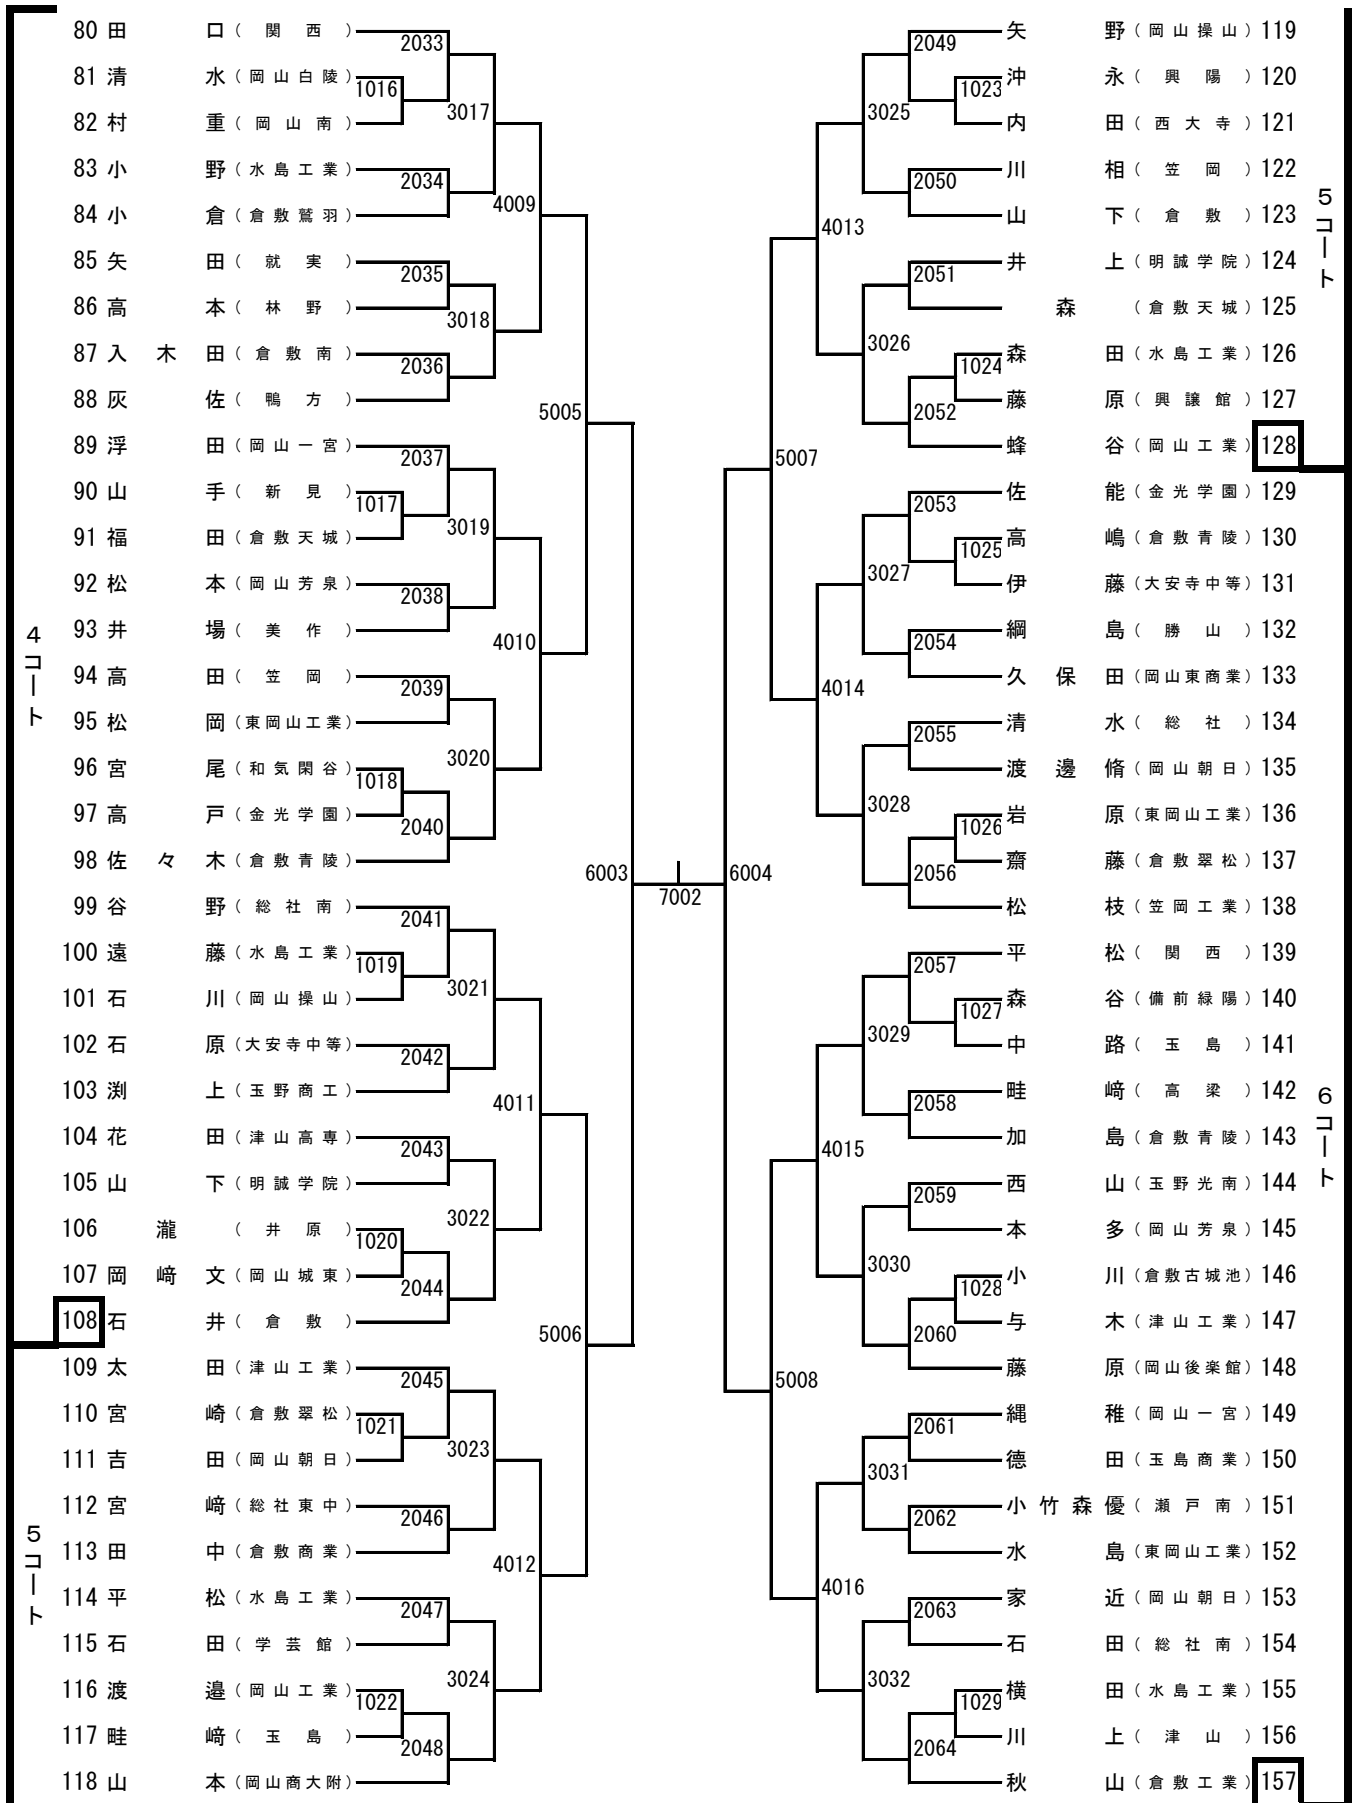 80 田口（関西）
81 清水（岡山白陵）
82 村重（岡山南）
83 小野（水島工業）
84 小倉（倉敷鷲羽）
85 矢田（就実）
86 高本（林野）
87 入木田（倉敷南）
88 灰佐（鴨方）
89 浮田（岡山一宮）
90 山手（新見）
91 福田（倉敷天城）
92 松本（岡山芳泉）
93 井場（美作）
94 高田（笠岡）
95 松岡（東岡山工業）
96 宮尾（和気閑谷）
97 高戸（金光学園）
98 佐々木（倉敷青陵）
99 谷野（総社南）
100 遠藤（水島工業）
101 石川（岡山操山）
102 石原（大安寺中等）
103 渕上（玉野商工）
104 花田（津山高専）
105 山下（明誠学院）
106 瀧（井原）
107 岡﨑文（岡山城東）
108 石井（倉敷）
109 太田（津山工業）
110 宮崎（倉敷翠松）
111 吉田（岡山朝日）
112 宮﨑（総社東中）
113 田中（倉敷商業）
114 平松（水島工業）
115 石田（学芸館）
116 渡邉（岡山工業）
117 畦﨑（玉島）
118 山本（岡山商大附）
4コート
5コート
1016
1017
1018
1019
1020
1021
1022
2033
2034
2035
2036
2037
2038
2039
2040
2041
2042
2043
2044
2045
2046
2047
2048
3017
3018
3019
3020
3021
3022
3023
3024
4009
4010
4011
4012
5005
5006
6003
7002
6004
5007
5008
4013
4014
4015
4016
3025
3026
3027
3028
3029
3030
3031
3032
2049
2050
2051
2052
2053
2054
2055
2056
2057
2058
2059
2060
2061
2062
2063
2064
1023
1024
1025
1026
1027
1028
1029
矢野（岡山操山）119
沖永（興陽）120
内田（西大寺）121
川相（笠岡）122
山下（倉敷）123
井上（明誠学院）124
森（倉敷天城）125
森田（水島工業）126
藤原（興譲館）127
蜂谷（岡山工業）128
佐能（金光学園）129
高嶋（倉敷青陵）130
伊藤（大安寺中等）131
綱島（勝山）132
久保田（岡山東商業）133
清水（総社）134
渡邊脩（岡山朝日）135
岩原（東岡山工業）136
齋藤（倉敷翠松）137
松枝（笠岡工業）138
平松（関西）139
森谷（備前緑陽）140
中路（玉島）141
畦﨑（高梁）142
加島（倉敷青陵）143
西山（玉野光南）144
本多（岡山芳泉）145
小川（倉敷古城池）146
与木（津山工業）147
藤原（岡山後楽館）148
縄稚（岡山一宮）149
德田（玉島商業）150
小竹森優（瀬戸南）151
水島（東岡山工業）152
家近（岡山朝日）153
石田（総社南）154
横田（水島工業）155
川上（津山）156
秋山（倉敷工業）157
5コート
6コート